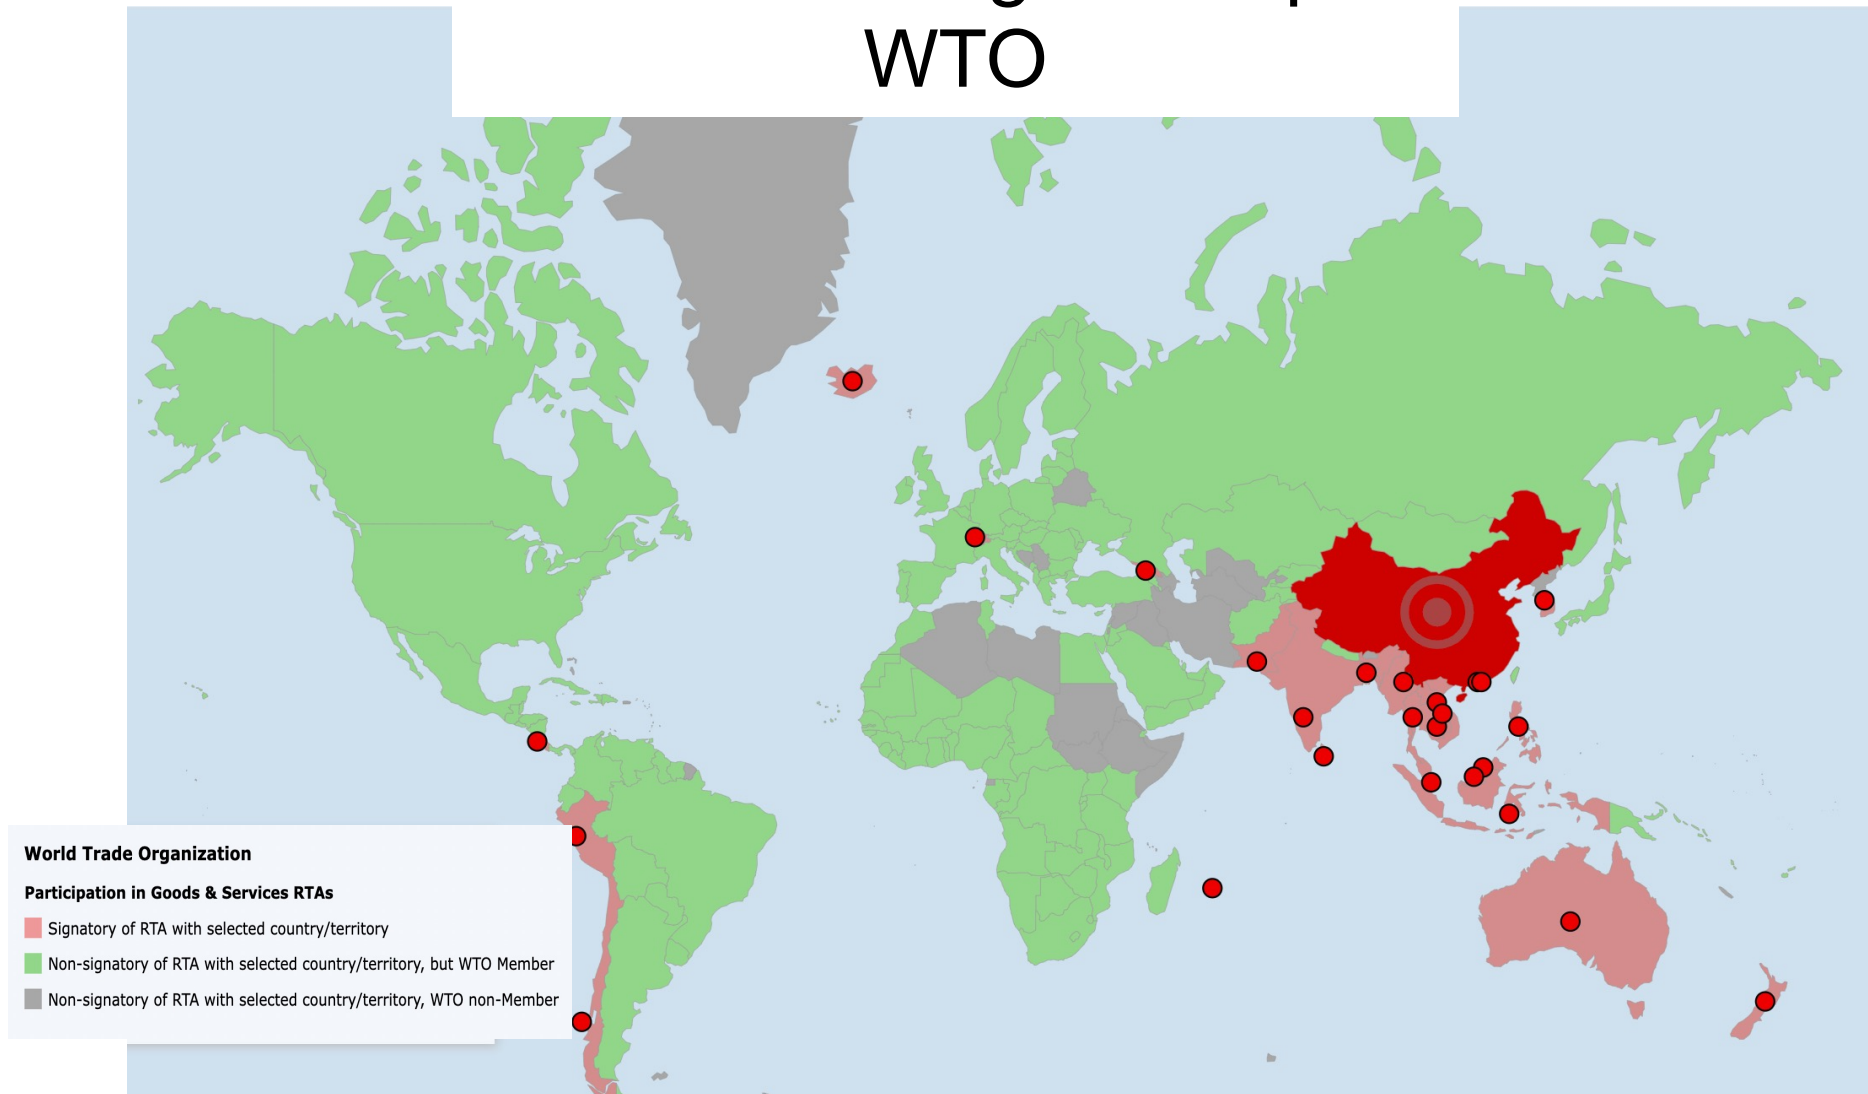 WTO
World Trade Organization
Participation in Goods & Services RTAs
Signatory of RTA with selected country/territory
Non-signatory of RTA with selected country/territory, but WTO Member
Non-signatory of RTA with selected country/territory, WTO non-Member